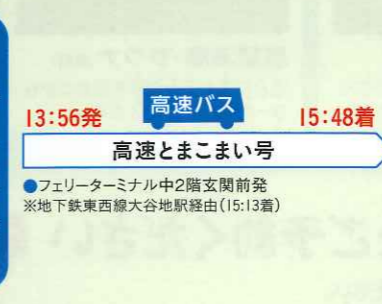 高速バス
13:56発
15:48着
高速とまこまい号
●フェリーターミナル中2階玄関前発
※地下鉄東西線大谷地駅経由(15:13着)